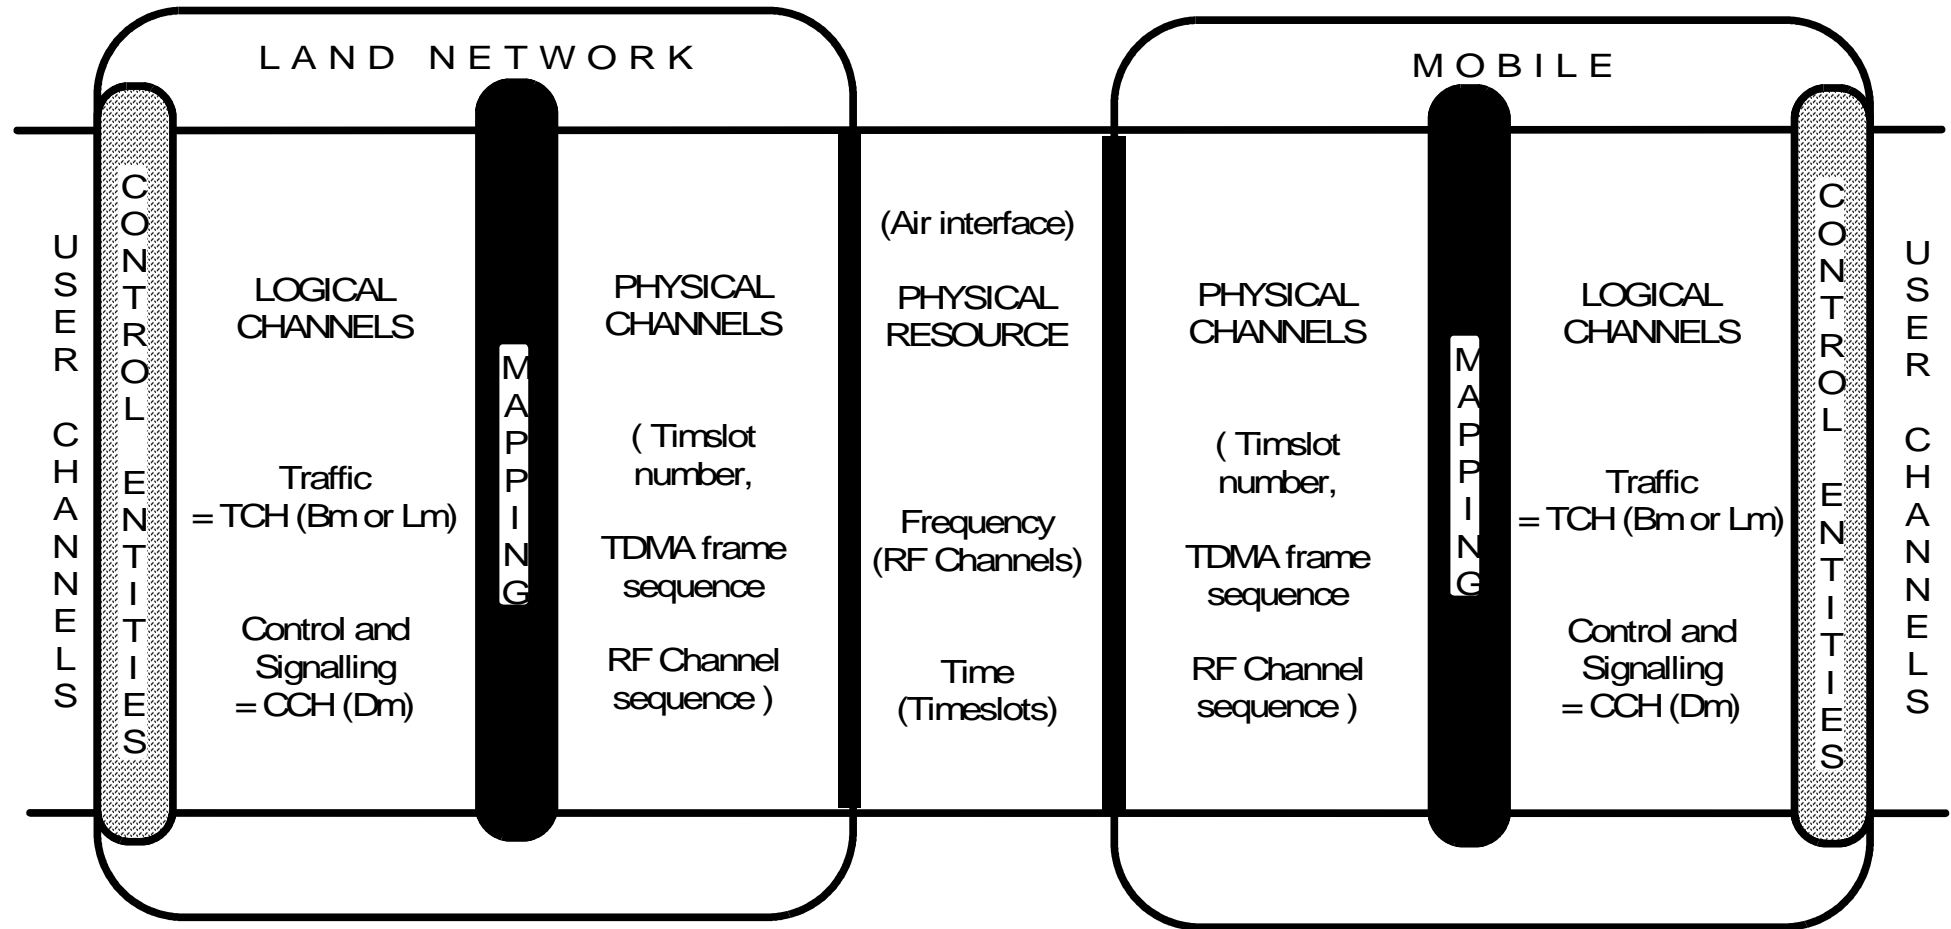 LAND NETWORK
MOBILE
USER CHANNELS
CONTROL ENTITIES
LOGICAL
CHANNELS
Traffic
= TCH (Bm or Lm)
Control and
Signalling
= CCH (Dm)
MAPPING
PHYSICAL
CHANNELS
( Timslot
number,
TDMA frame
sequence
RF Channel
sequence )
(Air interface)
PHYSICAL
RESOURCE
Frequency
(RF Channels)
Time
(Timeslots)
PHYSICAL
CHANNELS
( Timslot
number,
TDMA frame
sequence
RF Channel
sequence )
MAPPING
LOGICAL
CHANNELS
Traffic
= TCH (Bm or Lm)
Control and
Signalling
= CCH (Dm)
CONTROL ENTITIES
USER CHANNELS